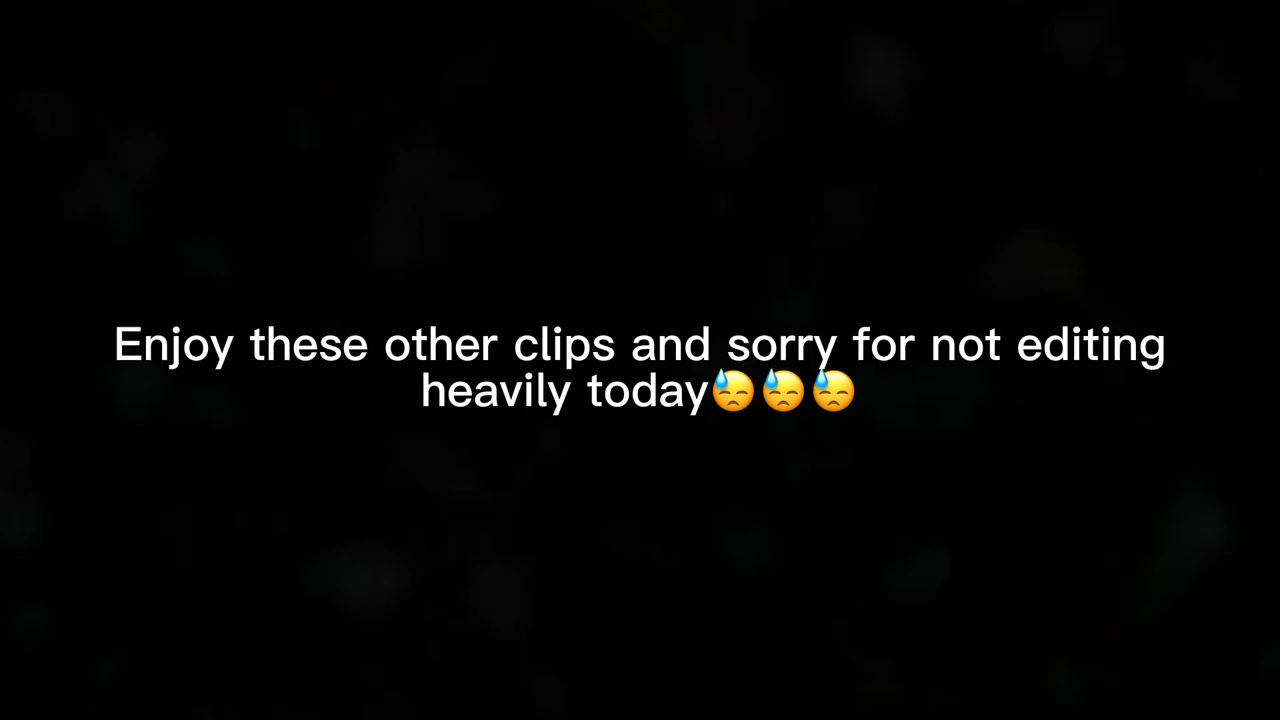 Enjoy these other clips and sorry for not editing
heavily today😓😓😓